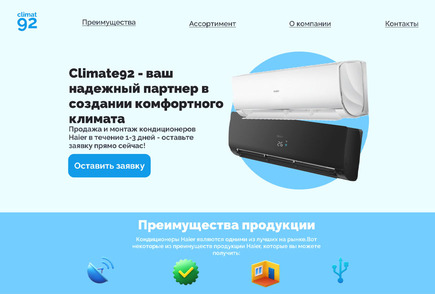 climat
92
Преимущества
Ассортимент
О компании
Контакты
Climate92 - ваш
надежный партнер в
создании комфортного
климата
Продажа и монтаж кондиционеров
Haier в течение 1-3 дней - оставьте
заявку прямо сейчас!
Оставить заявку
Преимущества продукции
Кондиционеры Haier являются одними из лучших на рынке.Вот
некоторые из преимуществ продукции Haier, которые вы можете
получить: